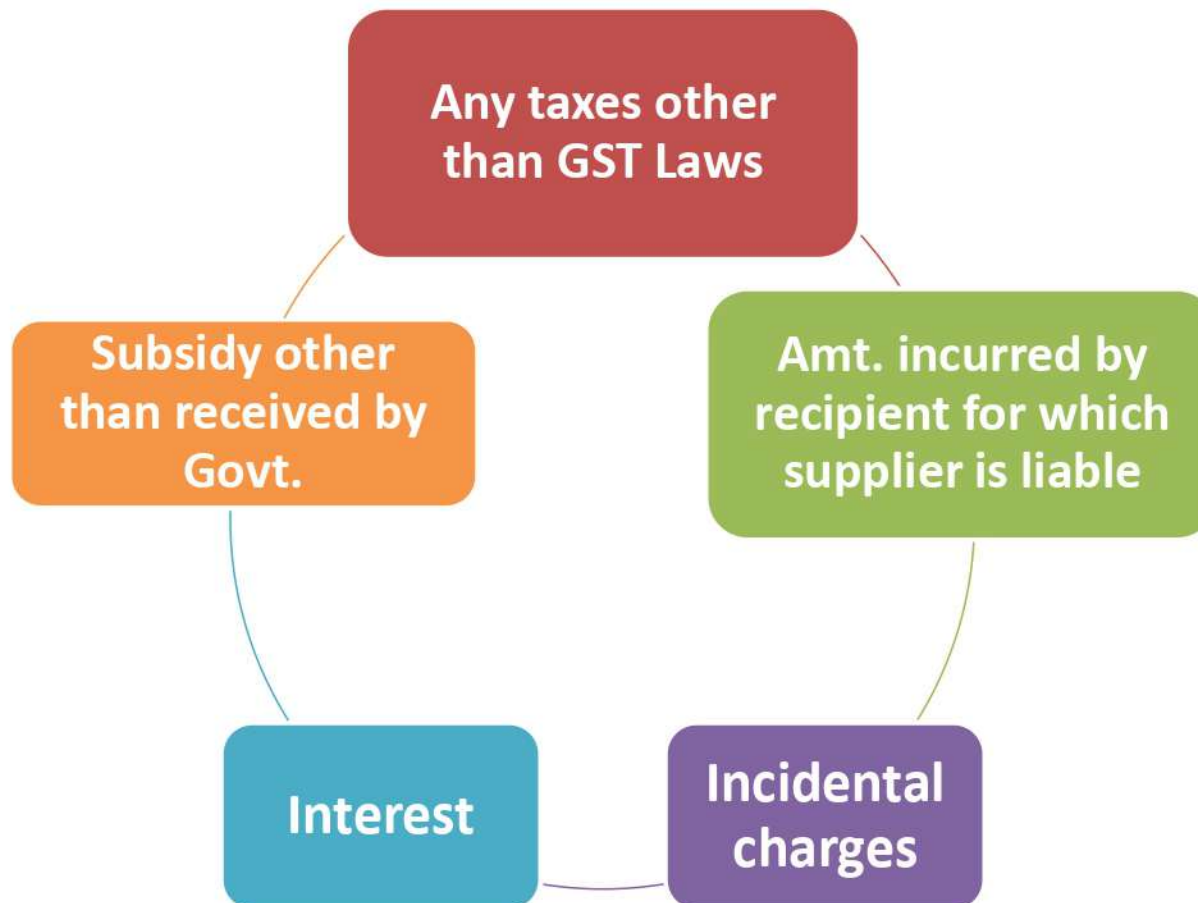 Any taxes other
than GST Laws
Amt. incurred by
recipient for which
supplier is liable
Incidental
charges
Interest
Subsidy other
than received by
Govt.